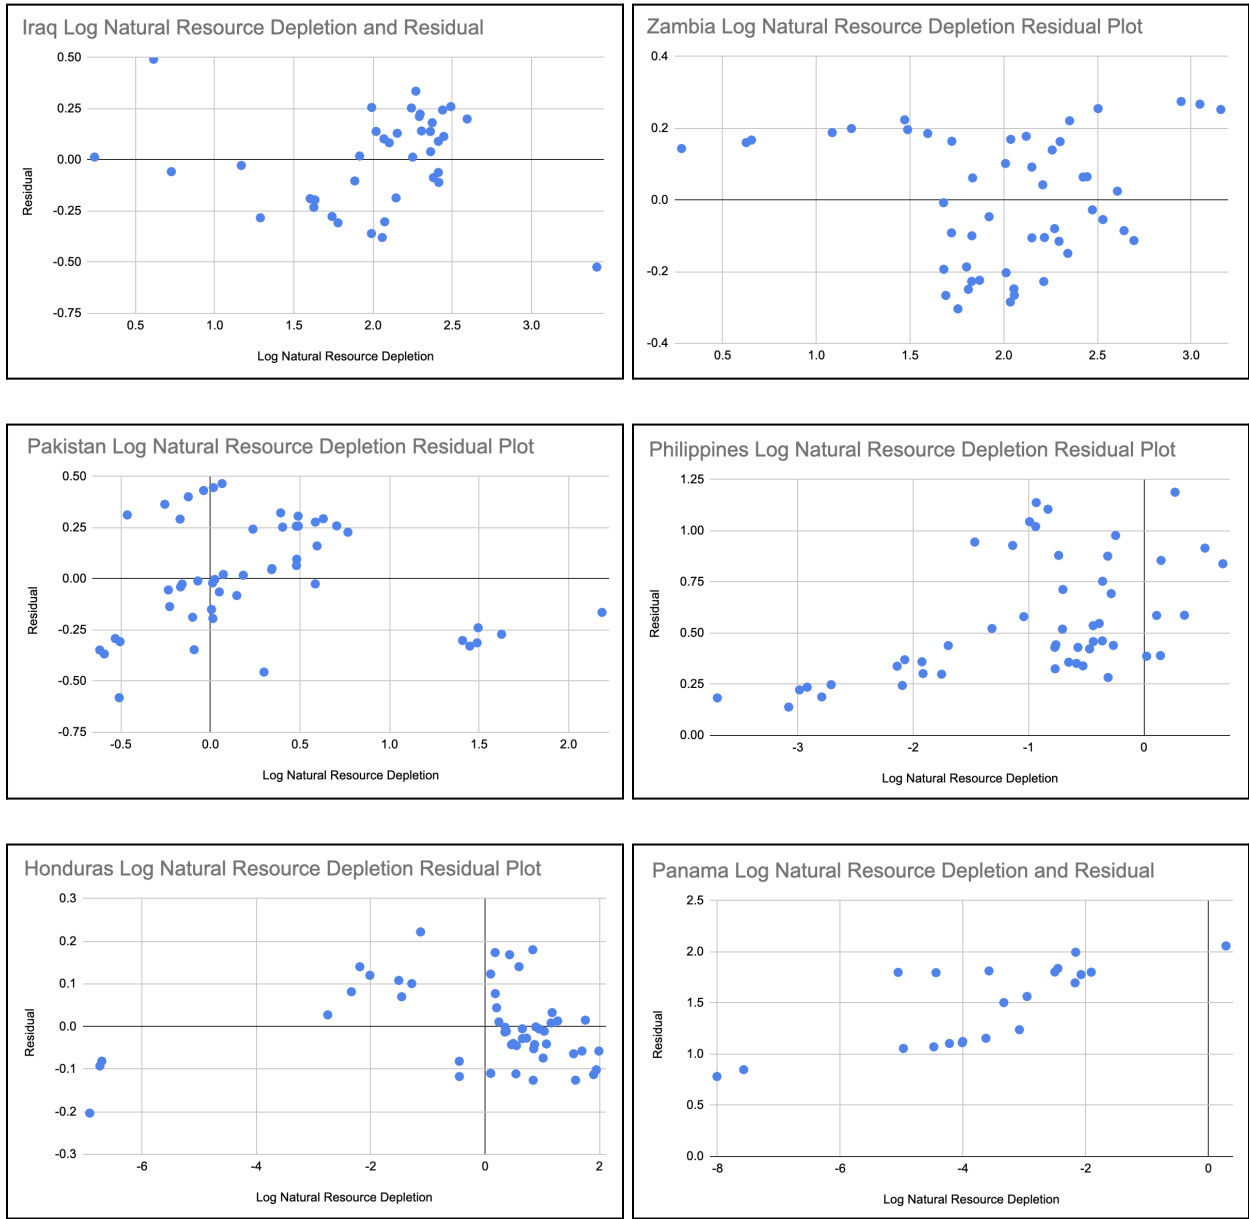 Iraq Log Natural Resource Depletion and Residual
0.50
0.25
0.00
-0.25
-0.50
-0.75
Residual
0.5 1.0 1.5 2.0 2.5 3.0
Log Natural Resource Depletion
Zambia Log Natural Resource Depletion Residual Plot
0.4
0.2
0.0
-0.2
-0.4
Residual
0.5 1.0 1.5 2.0 2.5 3.0
Log Natural Resource Depletion
Pakistan Log Natural Resource Depletion Residual Plot
0.50
0.25
0.00
-0.25
-0.50
-0.75
Residual
-0.5 0.0 0.5 1.0 1.5 2.0
Log Natural Resource Depletion
Philippines Log Natural Resource Depletion Residual Plot
1.25
1.00
0.75
0.50
0.25
0.00
Residual
-3 -2 -1 0
Log Natural Resource Depletion
Honduras Log Natural Resource Depletion Residual Plot
0.3
0.2
0.1
0.0
-0.1
-0.2
-0.3
Residual
-6 -4 -2 0 2
Log Natural Resource Depletion
Panama Log Natural Resource Depletion and Residual
2.5
2.0
1.5
1.0
0.5
0.0
Residual
-8 -6 -4 -2 0
Log Natural Resource Depletion